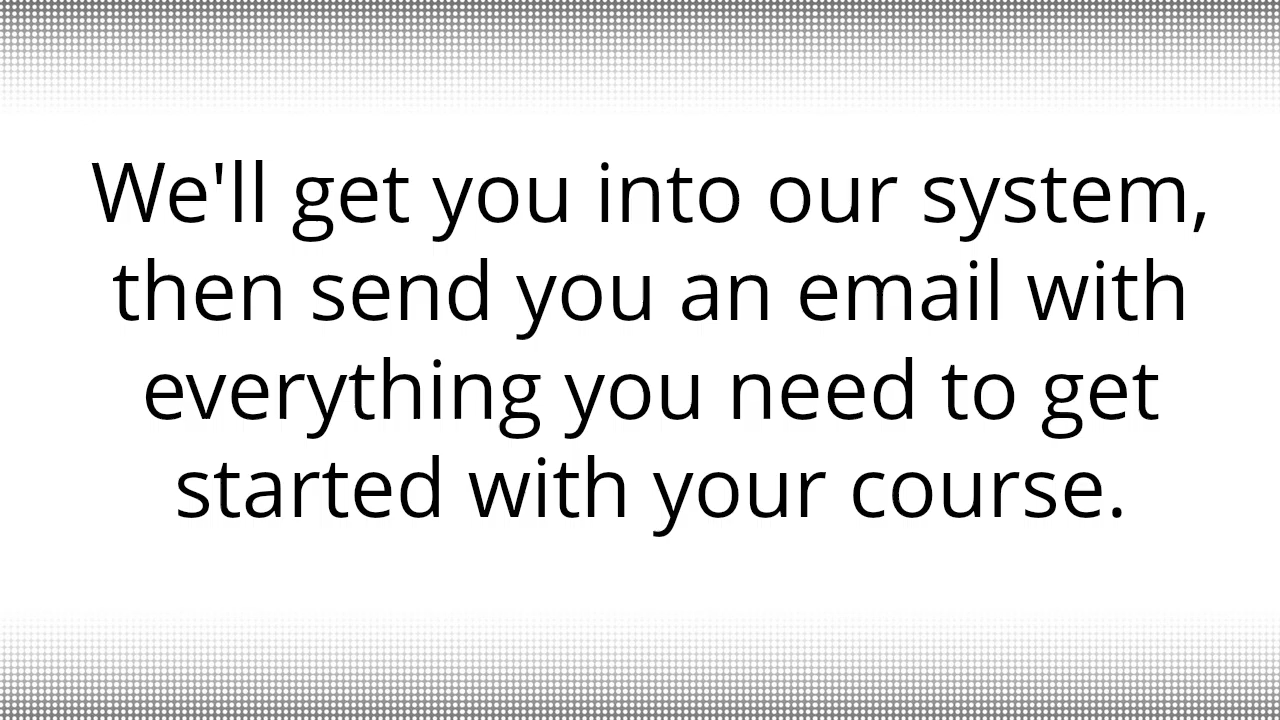 We'll get you into our system,
then send you an email with
everything you need to get
started with your course.